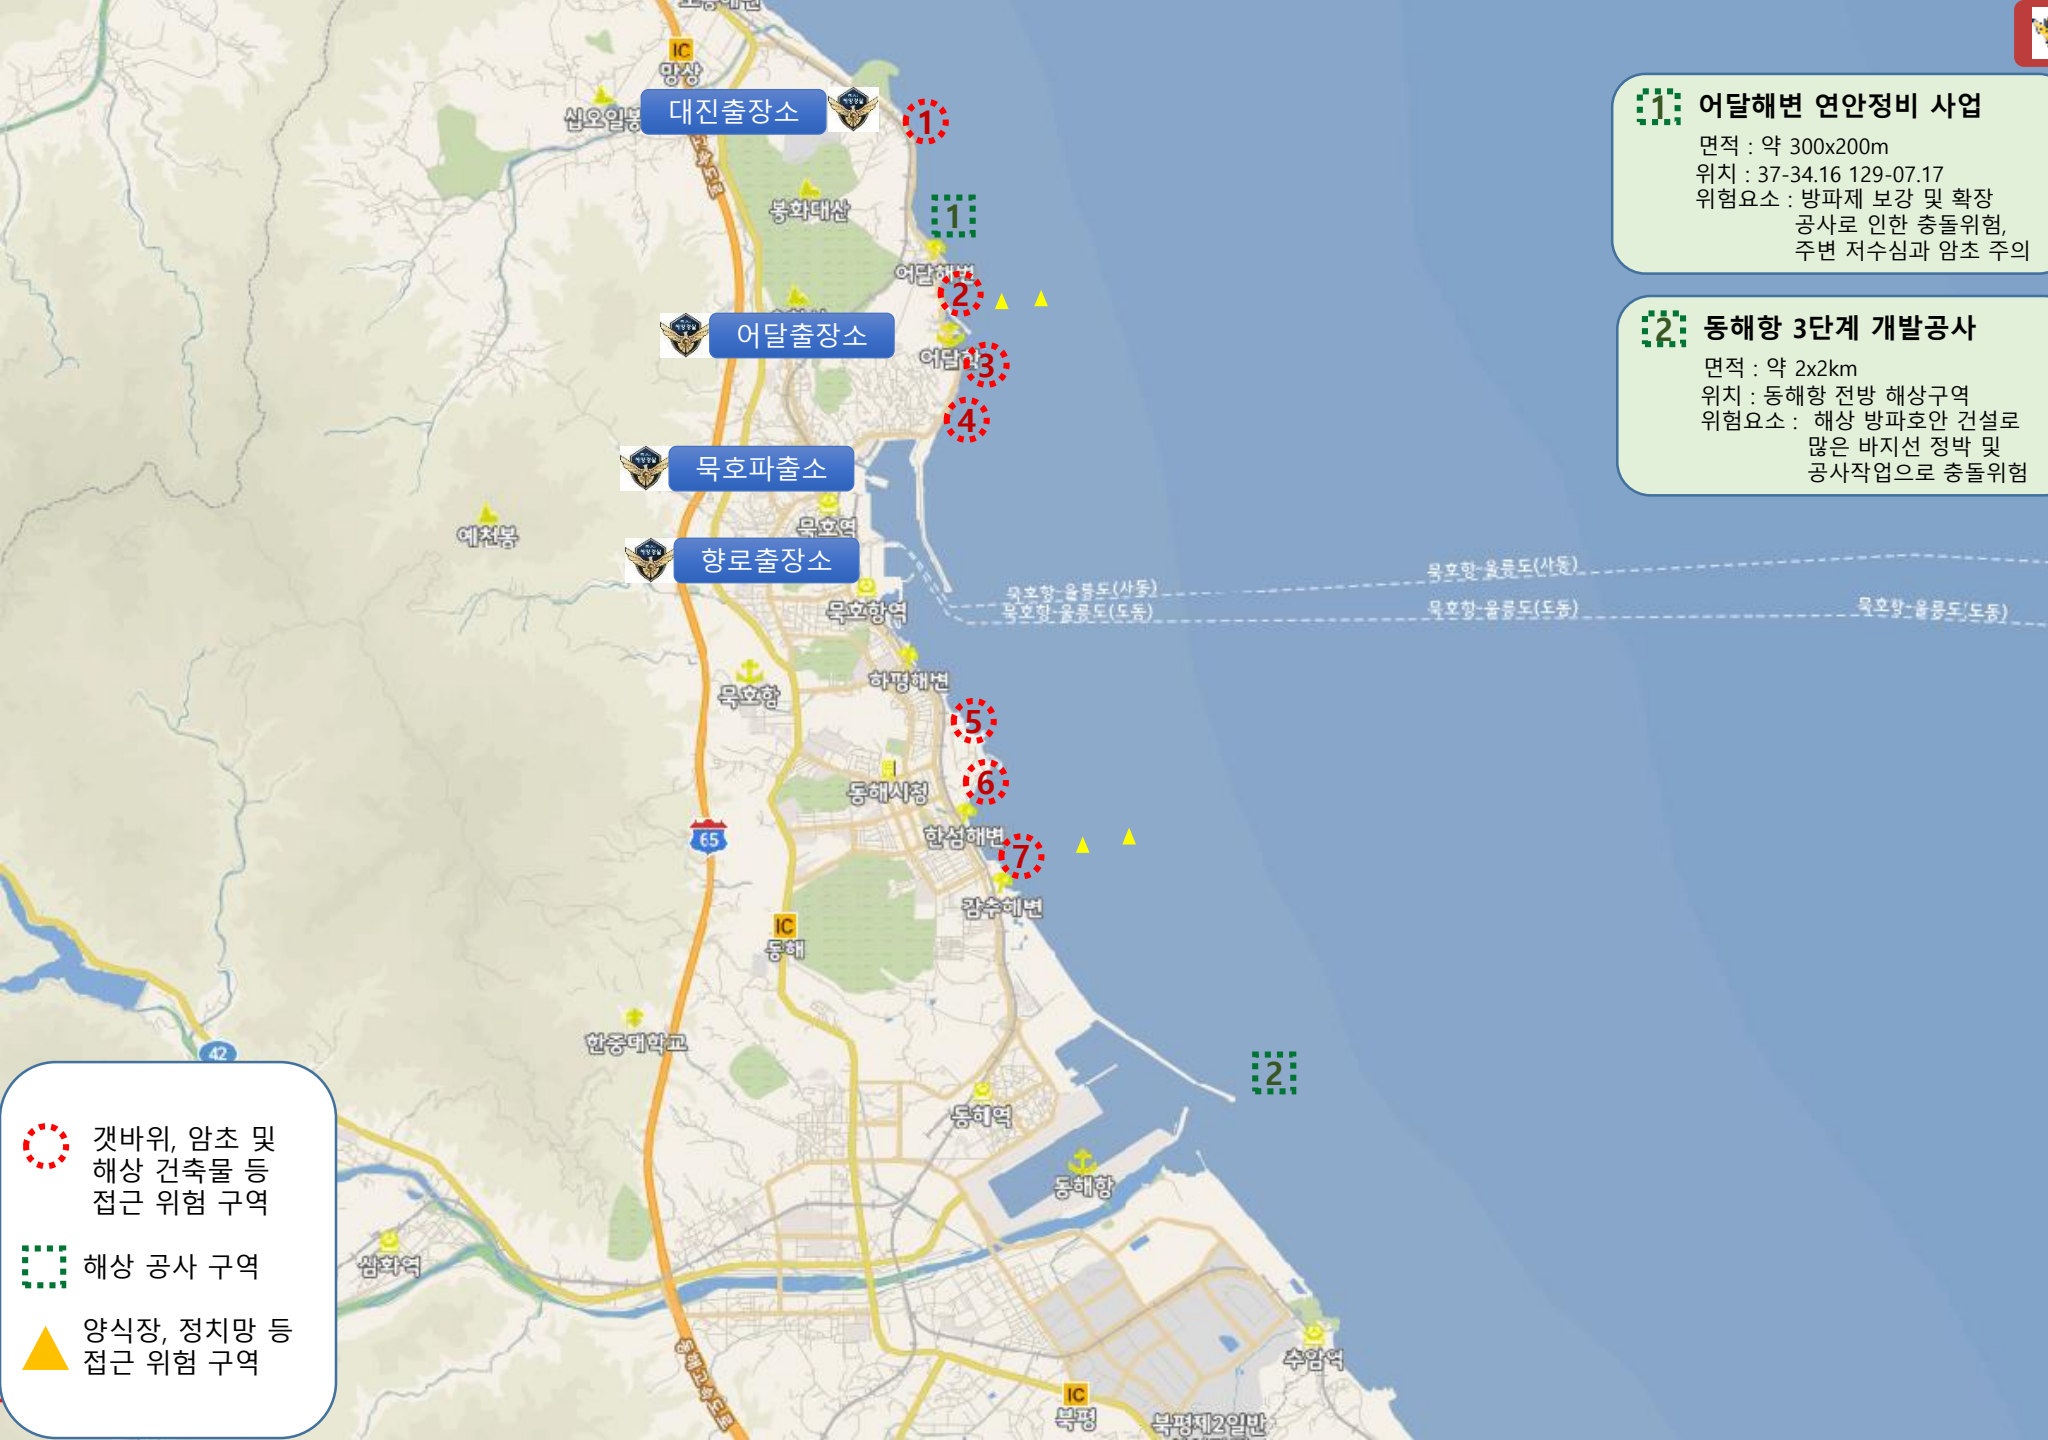 IC
망상
십오일봉
대진출장소
1
고속도로
봉화대산
1
어달해변
2
어달출장소
어달항
3
4
묵호파출소
묵호역
예천봉
향로출장소
묵호항역
묵호항-울릉도(사동)
묵호항-울릉도(도동)
묵호항-울릉도(사동)
묵호항-울릉도(도동)
묵호항-울릉도(도동)
하평해변
묵호항
5
동해시청
6
65
한섬해변
7
감추해변
IC
동해
한중대학교
42
2
동해역
동해항
삼화역
추암역
동해고속도로
IC
북평
북평제2일반
1 어달해변 연안정비 사업
면적 : 약 300x200m
위치 : 37-34.16 129-07.17
위험요소 : 방파제 보강 및 확장
공사로 인한 충돌위험,
주변 저수심과 암초 주의
2 동해항 3단계 개발공사
면적 : 약 2x2km
위치 : 동해항 전방 해상구역
위험요소 : 해상 방파호안 건설로
많은 바지선 정박 및
공사작업으로 충돌위험
갯바위, 암초 및
해상 건축물 등
접근 위험 구역
해상 공사 구역
양식장, 정치망 등
접근 위험 구역